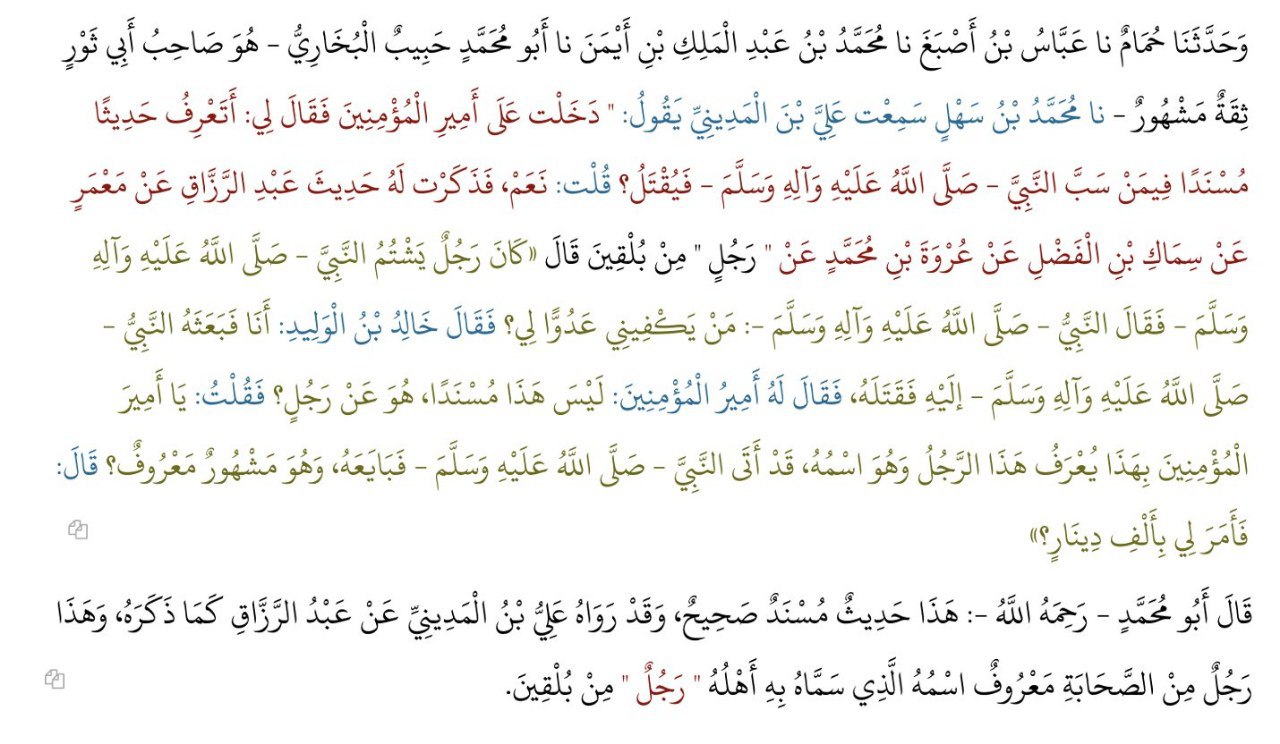 وَحَدَّثَنَا حُمَامٌ نا عَبَّاسُ بْنُ أَصْبَغَ نا مُحَمَّدُ بْنُ عَبْدِ الْمَلِكِ بْنِ أَيْمَنَ نا أَبُو مُحَمَّدٍ حَبِيبٌ الْبُخَارِيُّ - هُوَ صَاحِبُ أَبِي ثَوْرٍ
ثِقَةٌ مَشْهُورٌ - نا مُحَمَّدُ بْنُ سَهْلٍ سَمِعْت عَلِيَّ بْنَ الْمَدِينِيِّ يَقُولُ: " دَخَلْت عَلَى أَمِيرِ الْمُؤْمِنِينَ فَقَالَ لِي: أَتَعْرِفُ حَدِيثًا
مُسْنَدًا فِيمَنْ سَبَّ النَّبِيَّ - صَلَّى اللَّهُ عَلَيْهِ وَآلِهِ وَسَلَّمَ - فَيُقْتَلُ؟ قُلْت: نَعَمْ، فَذَكَرْت لَهُ حَدِيثَ عَبْدِ الرَّزَّاقِ عَنْ مَعْمَرٍ
عَنْ سِمَاكِ بْنِ الْفَضْلِ عَنْ عُرْوَةَ بْنِ مُحَمَّدٍ عَنْ " رَجُلٍ " مِنْ بُلْقِينَ قَالَ «كَانَ رَجُلٌ يَشْتُمُ النَّبِيَّ - صَلَّى اللَّهُ عَلَيْهِ وَآلِهِ
وَسَلَّمَ - فَقَالَ النَّبِيُّ - صَلَّى اللَّهُ عَلَيْهِ وَآلِهِ وَسَلَّمَ -: مَنْ يَكْفِينِي عَدُوًّا لِي؟ فَقَالَ خَالِدُ بْنُ الْوَلِيدِ: أَنَا فَبَعَثَهُ النَّبِيُّ -
صَلَّى اللَّهُ عَلَيْهِ وَآلِهِ وَسَلَّمَ - إلَيْهِ فَقَتَلَهُ، فَقَالَ لَهُ أَمِيرُ الْمُؤْمِنِينَ: لَيْسَ هَذَا مُسْنَدًا، هُوَ عَنْ رَجُلٍ؟ فَقُلْتُ: يَا أَمِيرَ
الْمُؤْمِنِينَ بِهَذَا يُعْرَفُ هَذَا الرَّجُلُ وَهُوَ اسْمُهُ، قَدْ أَتَى النَّبِيَّ - صَلَّى اللَّهُ عَلَيْهِ وَسَلَّمَ - فَبَايَعَهُ، وَهُوَ مَشْهُورٌ مَعْرُوفٌ؟ قَالَ:
فَأَمَرَ لِي بِأَلْفِ دِينَارٍ؟»
قَالَ أَبُو مُحَمَّدٍ - رَحِمَهُ اللَّهُ -: هَذَا حَدِيثٌ مُسْنَدٌ صَحِيحٌ، وَقَدْ رَوَاهُ عَلِيُّ بْنُ الْمَدِينِيِّ عَنْ عَبْدُ الرَّزَّاقِ كَمَا ذَكَرَهُ، وَهَذَا
رَجُلٌ مِنْ الصَّحَابَةِ مَعْرُوفٌ اسْمُهُ الَّذِي سَمَّاهُ بِهِ أَهْلُهُ " رَجُلٌ " مِنْ بُلْقِينَ.